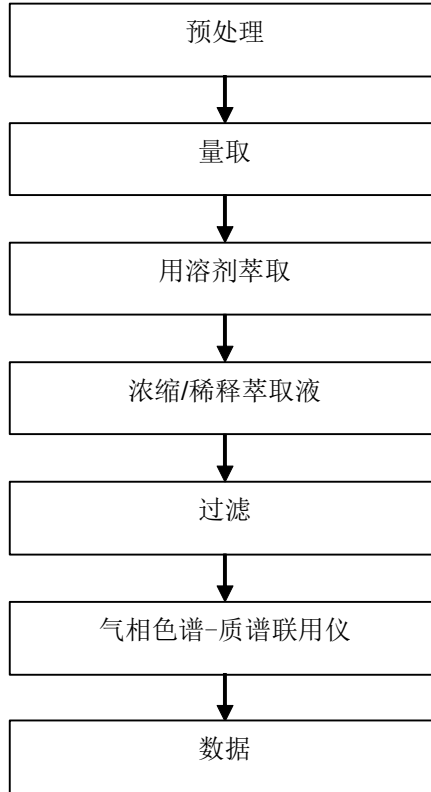 预处理
量取
用溶剂萃取
浓缩/稀释萃取液
过滤
气相色谱-质谱联用仪
数据